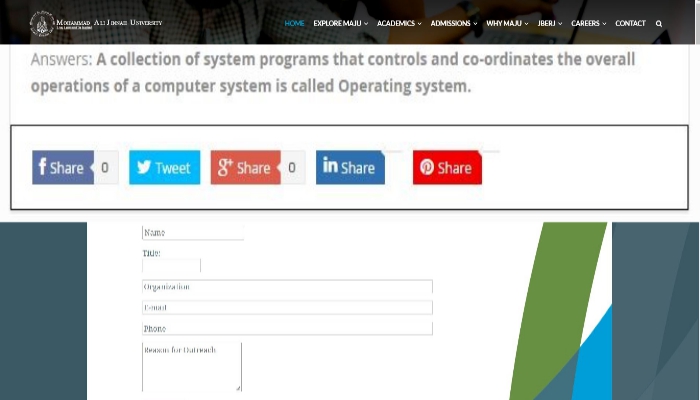 Mohammad Ali Jinnah University
HOME EXPLORE MAJU ACADEMICS ADMISSIONS WHY MAJU JBERJ CAREERS CONTACT
Answers: A collection of system programs that controls and co-ordinates the overall
operations of a computer system is called Operating system.
f Share 0 Tweet g+ Share 0 in Share Share
Name
Title:
Organization
E-mail
Phone
Reason for Outreach